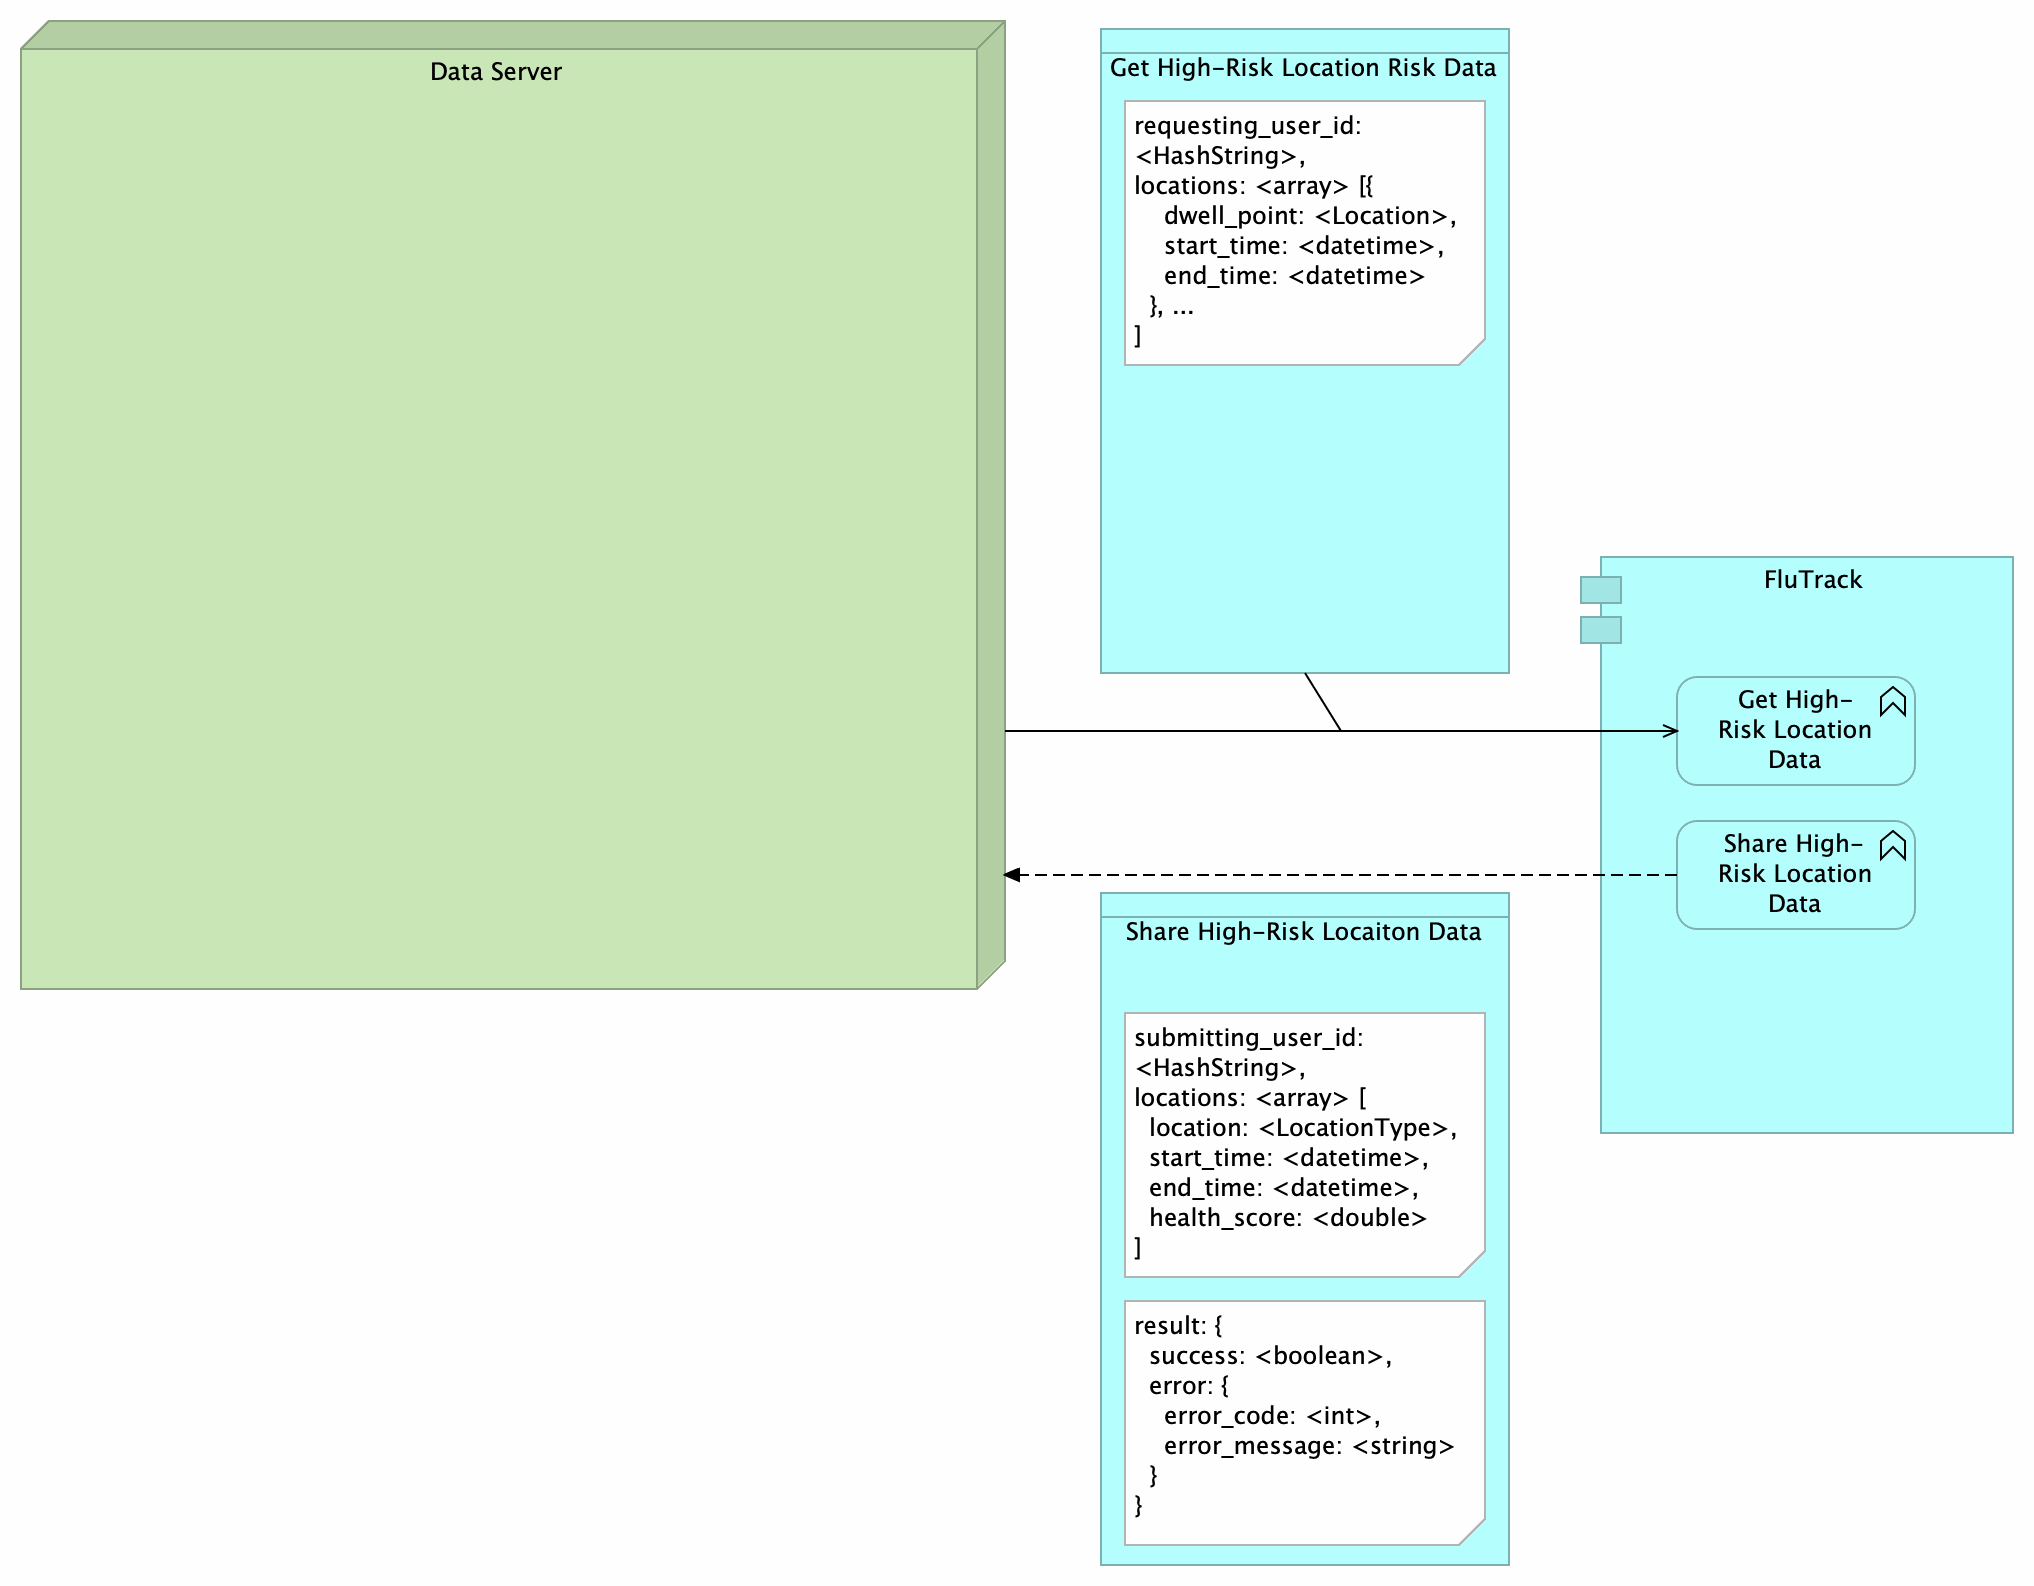 Data Server
Get High-Risk Location Risk Data
requesting_user_id:
<HashString>,
locations: <array> [{
dwell_point: <Location>,
start_time: <datetime>,
end_time: <datetime>
}, ...
]
FluTrack
Get High-
Risk Location
Data
Share High-
Risk Location
Data
Share High-Risk Locaiton Data
submitting_user_id:
<HashString>,
locations: <array> [
location: <LocationType>,
start_time: <datetime>,
end_time: <datetime>,
health_score: <double>
]
result: {
success: <boolean>,
error: {
error_code: <int>,
error_message: <string>
}
}